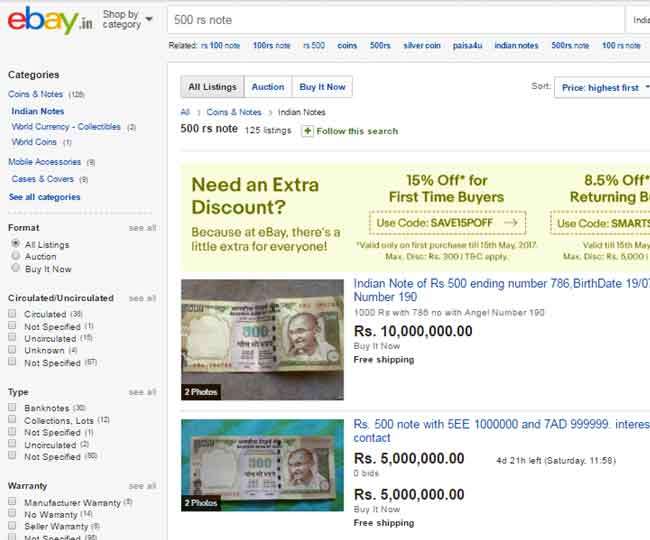 ebay.in
Shop by category
500 rs note
Related: rs 100 note 100rs note rs 500 coins 500rs silver coin paisa4u indian notes 500rs note 100 rs note
Categories
Coins & Notes (128)
Indian Notes
World Currency - Collectibles (2)
World Coins (1)
Mobile Accessories (9)
Cases & Covers (9)
See all categories
Format see all
All Listings
Auction
Buy It Now
Circulated/Uncirculated see all
Circulated (36)
Not Specified (1)
Uncirculated (15)
Unknown (4)
Not Specified (67)
Type see all
Banknotes (30)
Collections, Lots (12)
Not Specified (1)
Uncirculated (2)
Not Specified (80)
Warranty see all
Manufacturer Warranty (5)
No Warranty (14)
Seller Warranty (6)
Not Specified (98)
All Listings Auction Buy It Now
Sort: Price: highest first
All > Coins & Notes > Indian Notes
500 rs note 125 listings + Follow this search
Need an Extra Discount?
Because at eBay, there's a little extra for everyone!
15% Off* for
First Time Buyers
Use Code: SAVE15POFF
*Valid only on first purchase till 15th May, 2017.
Max. Disc: Rs. 300 | T&C apply.
8.5% Off*
Returning B
Use Code: SMARTS
Valid till 15th May
Max. Disc: Rs. 5,000 |
Indian Note of Rs 500 ending number 786,BirthDate 19/07
Number 190
1000 Rs with 786 no with Angel Number 190
Rs. 10,000,000.00
Buy It Now
Free shipping
500
2 Photos
Rs. 500 note with 5EE 1000000 and 7AD 999999. interes
contact
Rs. 5,000,000.00 4d 21h left (Saturday, 11:58)
0 bids
Rs. 5,000,000.00
Buy It Now
Free shipping
500
2 Photos